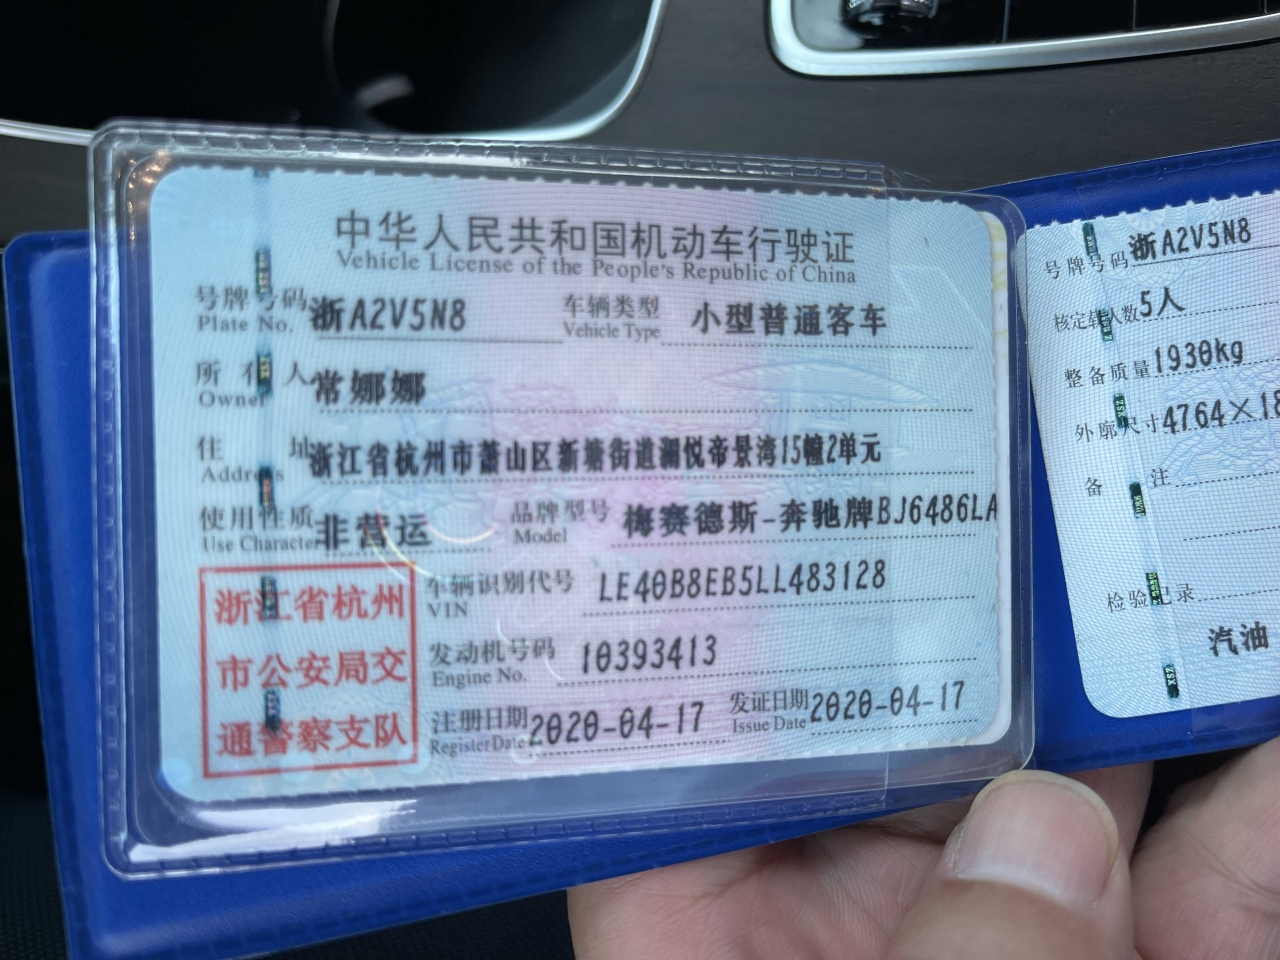 中华人民共和国机动车行驶证
Vehicle License of the People's Republic of China
号牌号码 浙A2V5N8 车辆类型 小型普通客车
Plate No. Vehicle Type
所有人 常娜娜
Owner
住址 浙江省杭州市萧山区新塘街道澜悦帝景湾15幢2单元
Address
使用性质 非营运 品牌型号 梅赛德斯-奔驰牌BJ6486LA
Use Character Model
车辆识别代号 LE40B8EB5LL483128
VIN
发动机号码 10393413
Engine No.
注册日期 2020-04-17 发证日期 2020-04-17
Register Date Issue Date
浙江省杭州
市公安局交
通警察支队
号牌号码 浙A2V5N8
核定载人数 5人
整备质量 1930kg
外廓尺寸 4764×18
备注
检验记录
汽油